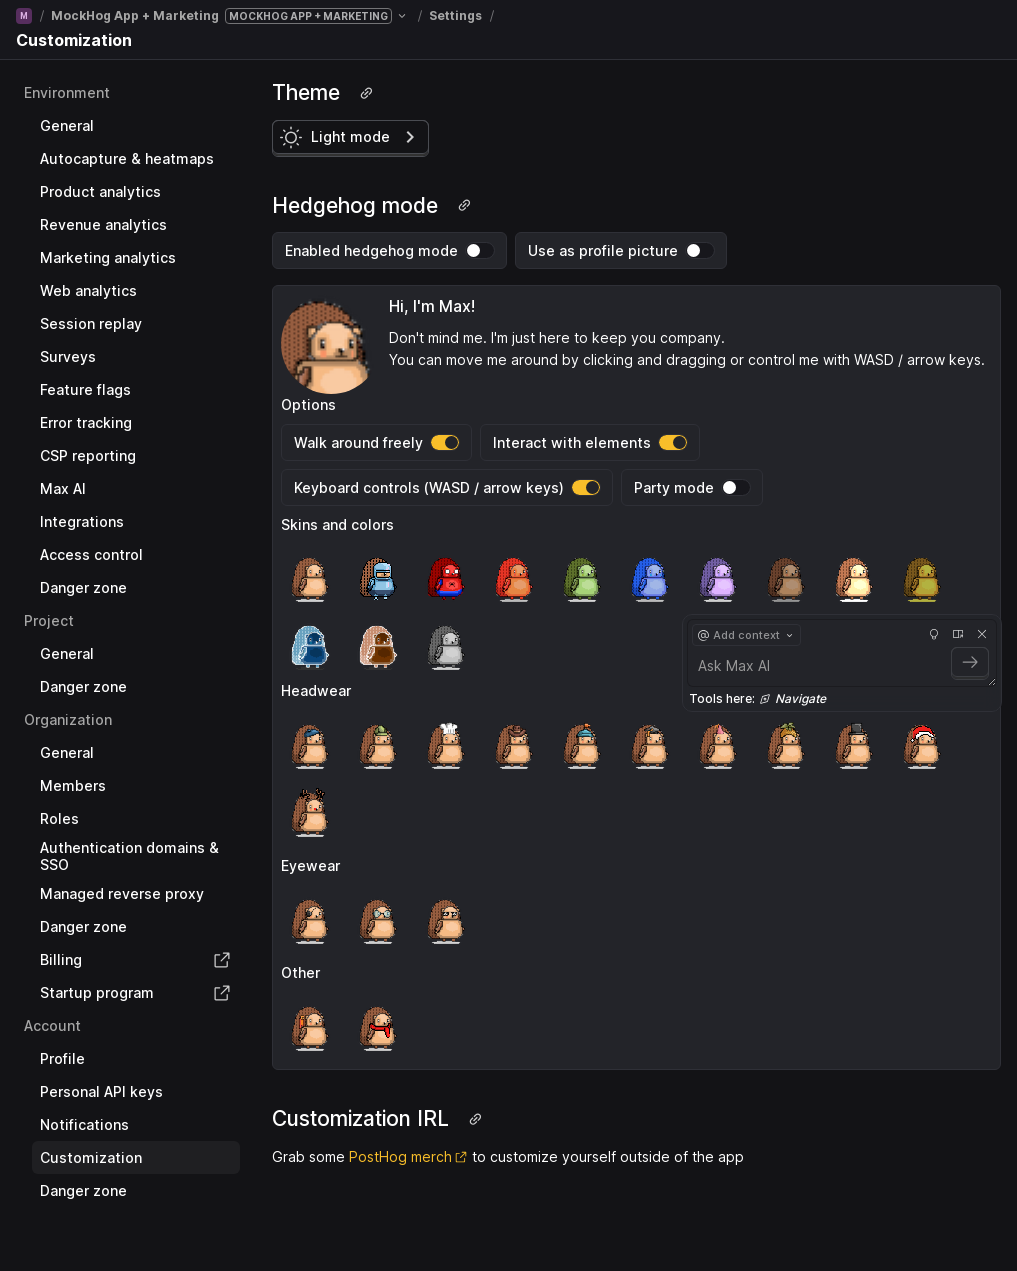 M / MockHog App + Marketing MOCKHOG APP + MARKETING / Settings /
Customization
Environment
General
Autocapture & heatmaps
Product analytics
Revenue analytics
Marketing analytics
Web analytics
Session replay
Surveys
Feature flags
Error tracking
CSP reporting
Max AI
Integrations
Access control
Danger zone
Project
General
Danger zone
Organization
General
Members
Roles
Authentication domains &
SSO
Managed reverse proxy
Danger zone
Billing
Startup program
Account
Profile
Personal API keys
Notifications
Customization
Danger zone
Theme
Light mode
Hedgehog mode
Enabled hedgehog mode
Use as profile picture
Hi, I'm Max!
Don't mind me. I'm just here to keep you company.
You can move me around by clicking and dragging or control me with WASD / arrow keys.
Options
Walk around freely
Interact with elements
Keyboard controls (WASD / arrow keys)
Party mode
Skins and colors
Headwear
Eyewear
Other
@ Add context
Ask Max AI
Tools here: Navigate
Customization IRL
Grab some PostHog merch to customize yourself outside of the app